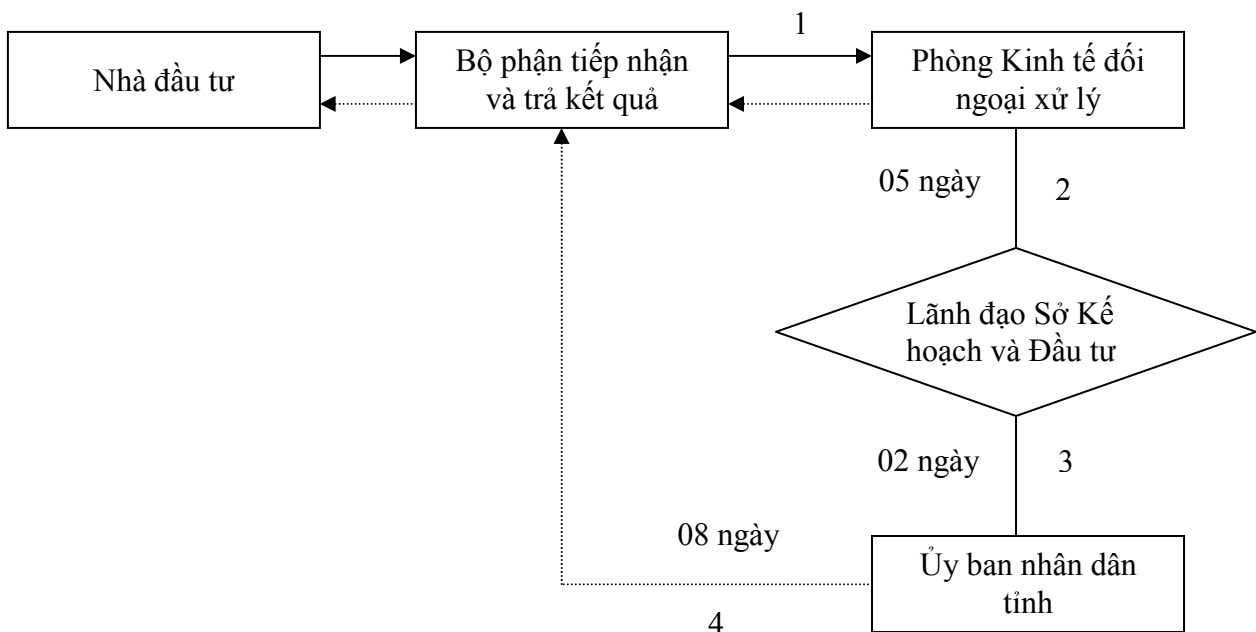 1
Nhà đầu tư
Bộ phận tiếp nhận
và trả kết quả
Phòng Kinh tế đối
ngoại xử lý
05 ngày
2
Lãnh đạo Sở Kế
hoạch và Đầu tư
02 ngày
3
08 ngày
Ủy ban nhân dân
tỉnh
4